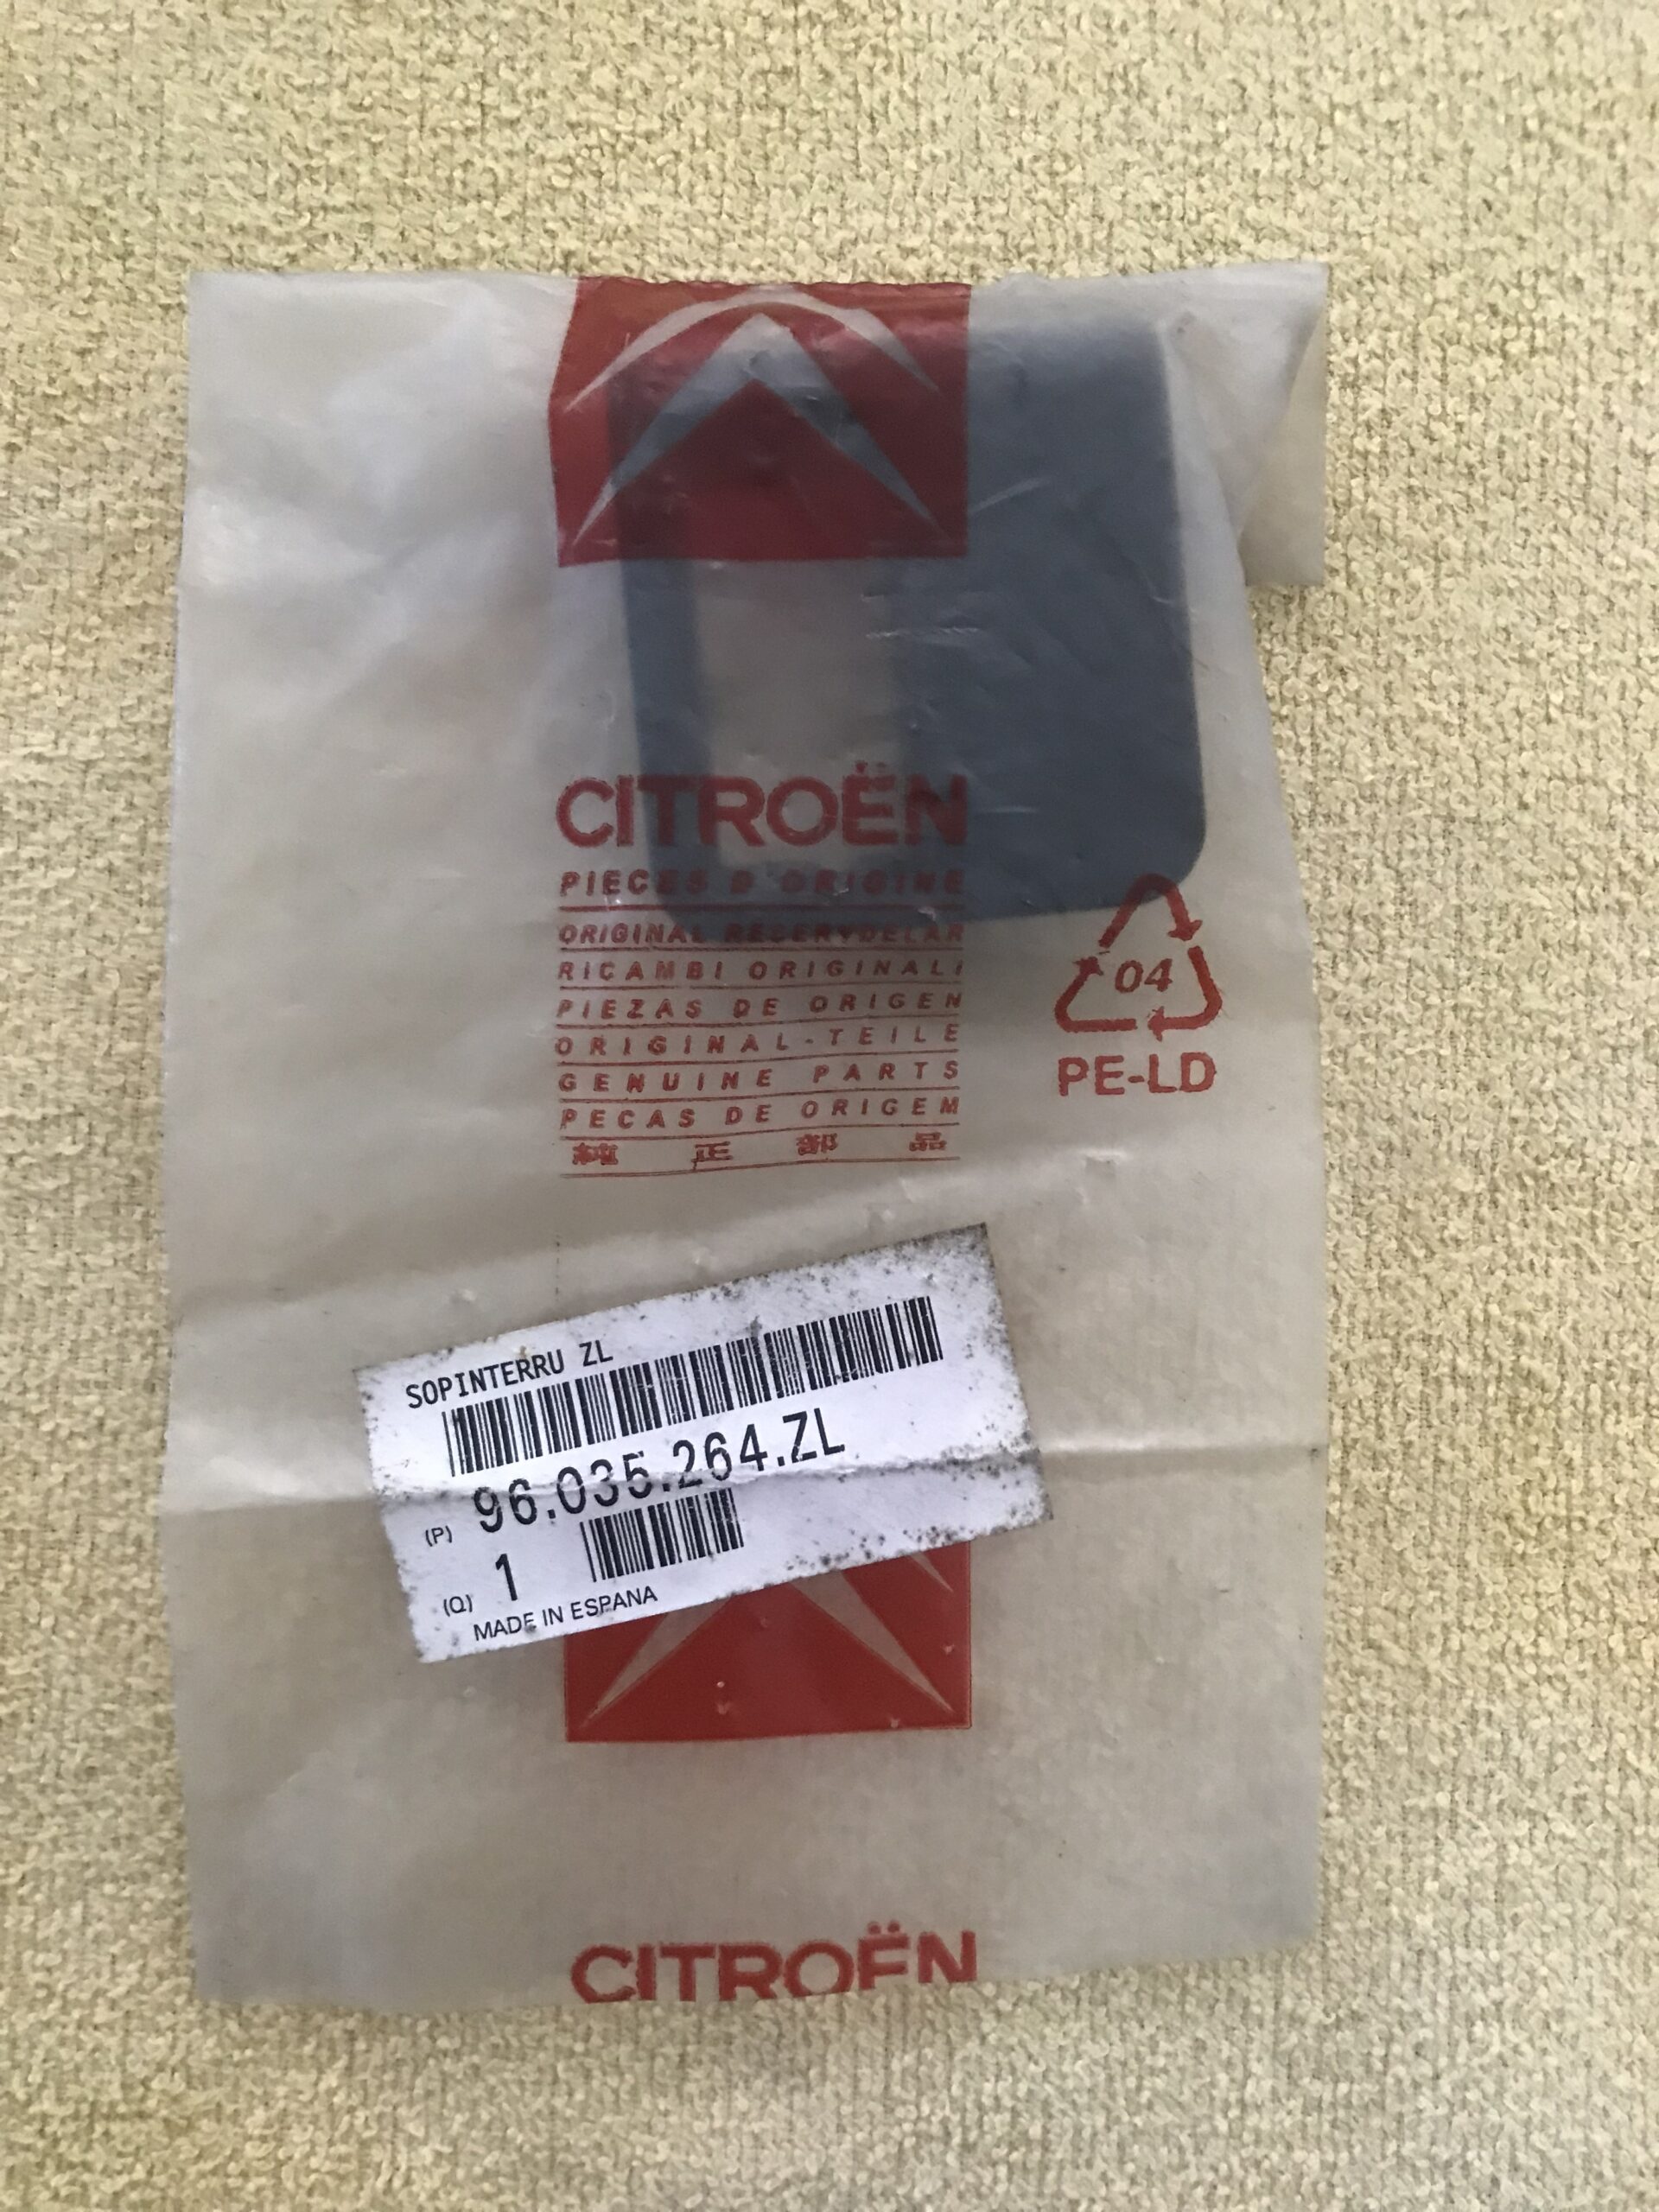 CITROËN
PIECES D'ORIGINE
ORIGINAL RESERVDELAR
RICAMBI ORIGINALI
PIEZAS DE ORIGEN
ORIGINAL-TEILE
GENUINE PARTS
PECAS DE ORIGEM
純正部品
04
PE-LD
SOPINTERRU ZL
(P) 96.035.264.ZL
(Q) 1
MADE IN ESPANA
CITROËN